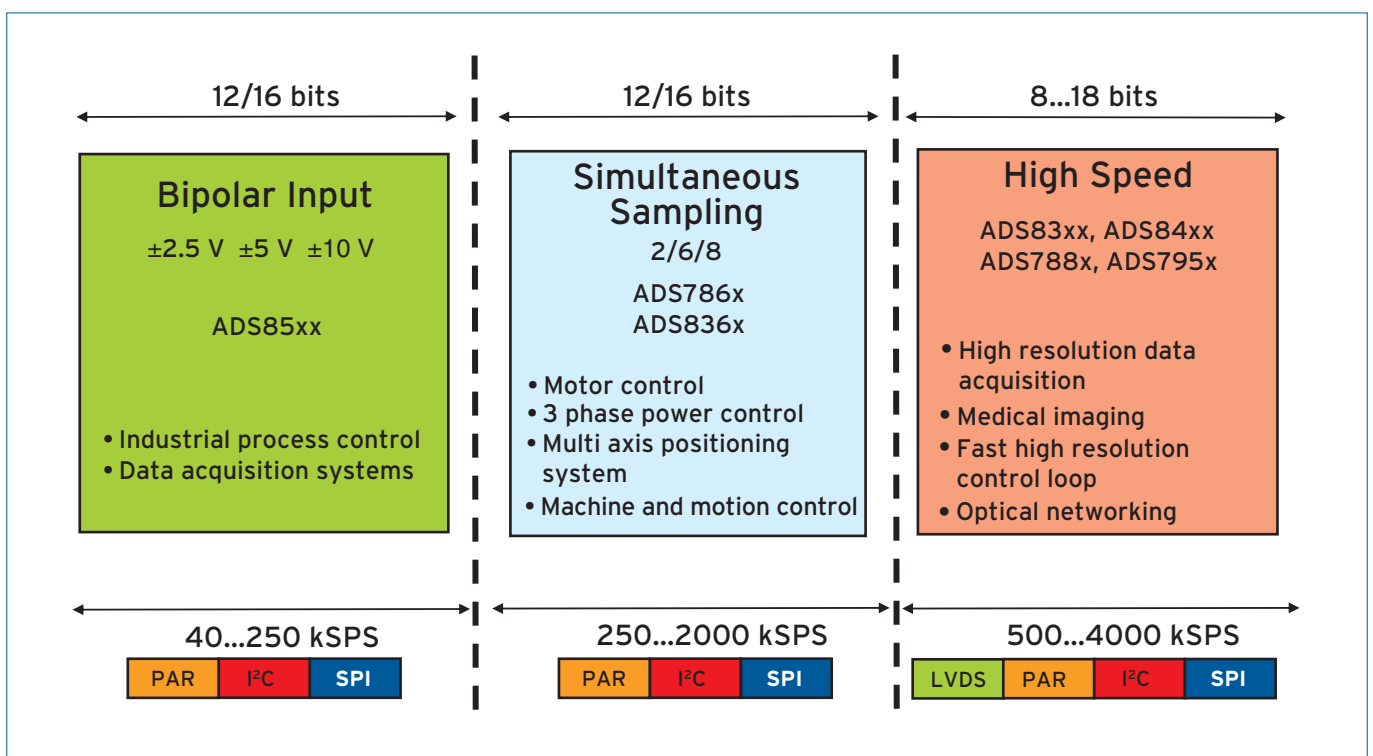 12/16 bits
Bipolar Input
±2.5 V ±5 V ±10 V
ADS85xx
• Industrial process control
• Data acquisition systems
40...250 kSPS
PAR I²C SPI
12/16 bits
Simultaneous
Sampling
2/6/8
ADS786x
ADS836x
• Motor control
• 3 phase power control
• Multi axis positioning
system
• Machine and motion control
250...2000 kSPS
PAR I²C SPI
8...18 bits
High Speed
ADS83xx, ADS84xx
ADS788x, ADS795x
• High resolution data
acquisition
• Medical imaging
• Fast high resolution
control loop
• Optical networking
500...4000 kSPS
LVDS PAR I²C SPI